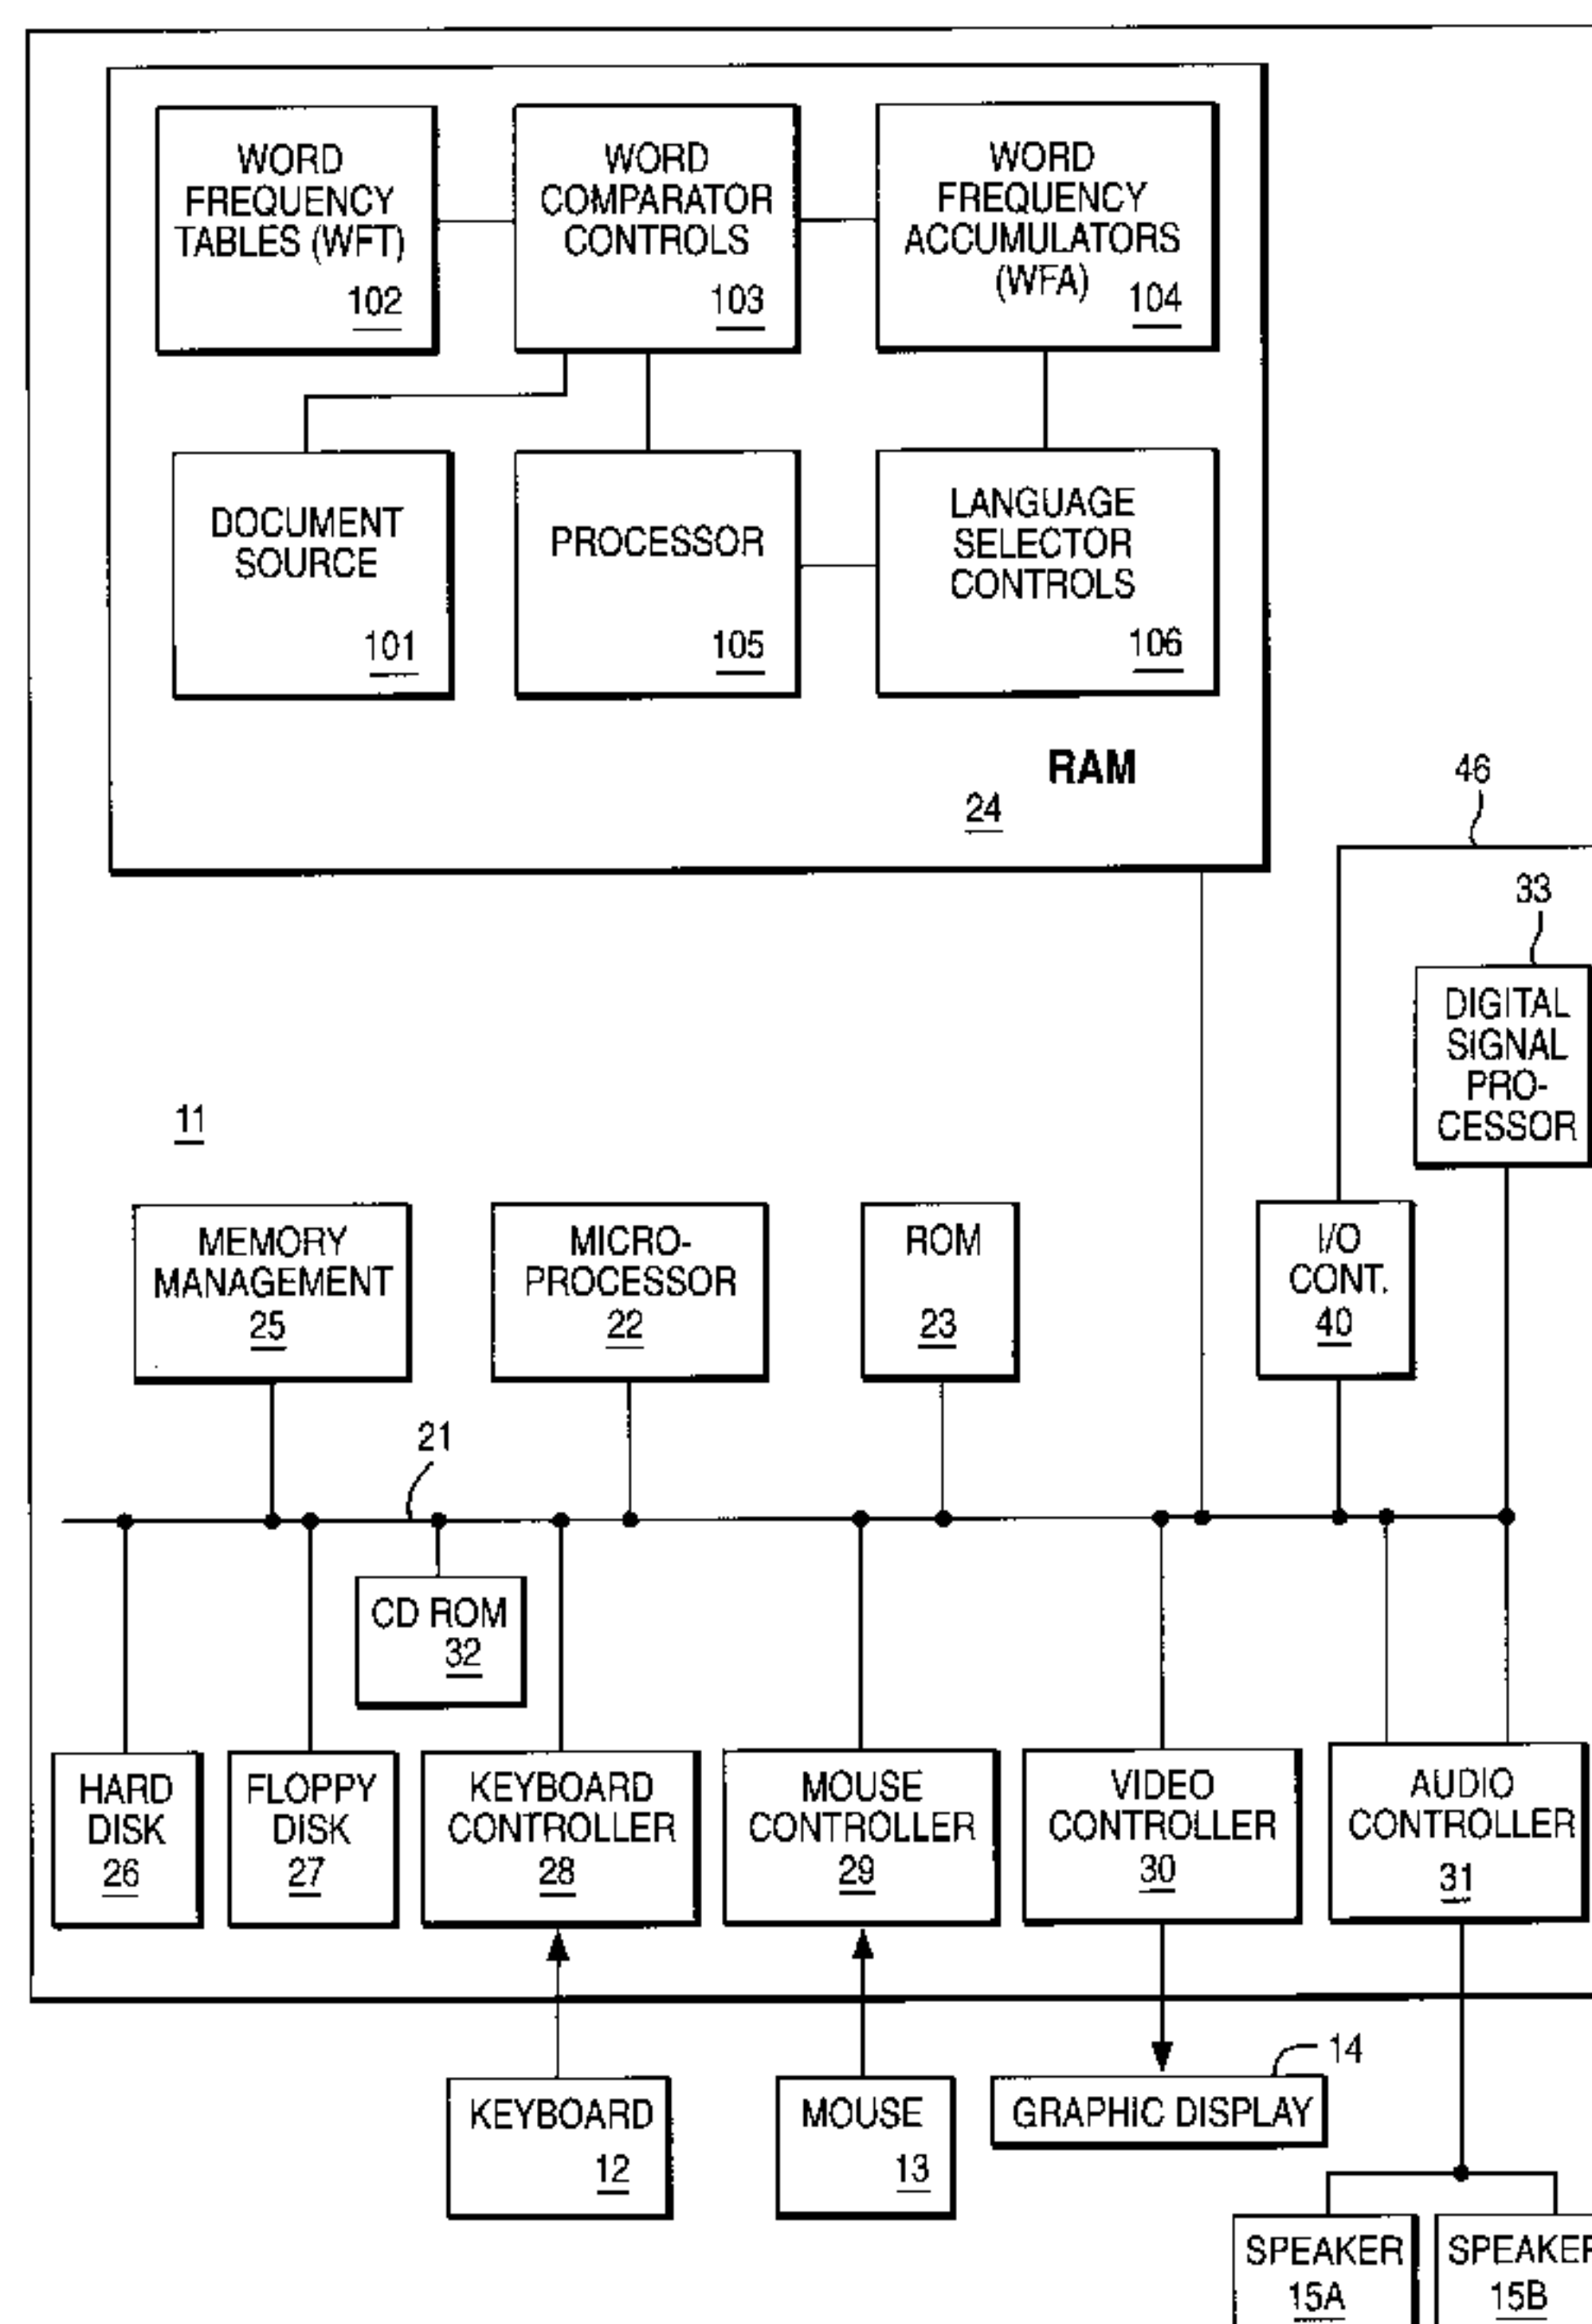 WORD
FREQUENCY
TABLES (WFT)
102
WORD
COMPARATOR
CONTROLS
103
WORD
FREQUENCY
ACCUMULATORS
(WFA)
104
DOCUMENT
SOURCE
101
PROCESSOR
105
LANGUAGE
SELECTOR
CONTROLS
106
RAM
24
46
33
DIGITAL
SIGNAL
PRO-
CESSOR
11
MEMORY
MANAGEMENT
25
MICRO-
PROCESSOR
22
ROM
23
I/O
CONT.
40
21
CD ROM
32
HARD
DISK
26
FLOPPY
DISK
27
KEYBOARD
CONTROLLER
28
MOUSE
CONTROLLER
29
VIDEO
CONTROLLER
30
AUDIO
CONTROLLER
31
KEYBOARD
12
MOUSE
13
14
GRAPHIC DISPLAY
SPEAKER
15A
SPEAKER
15B